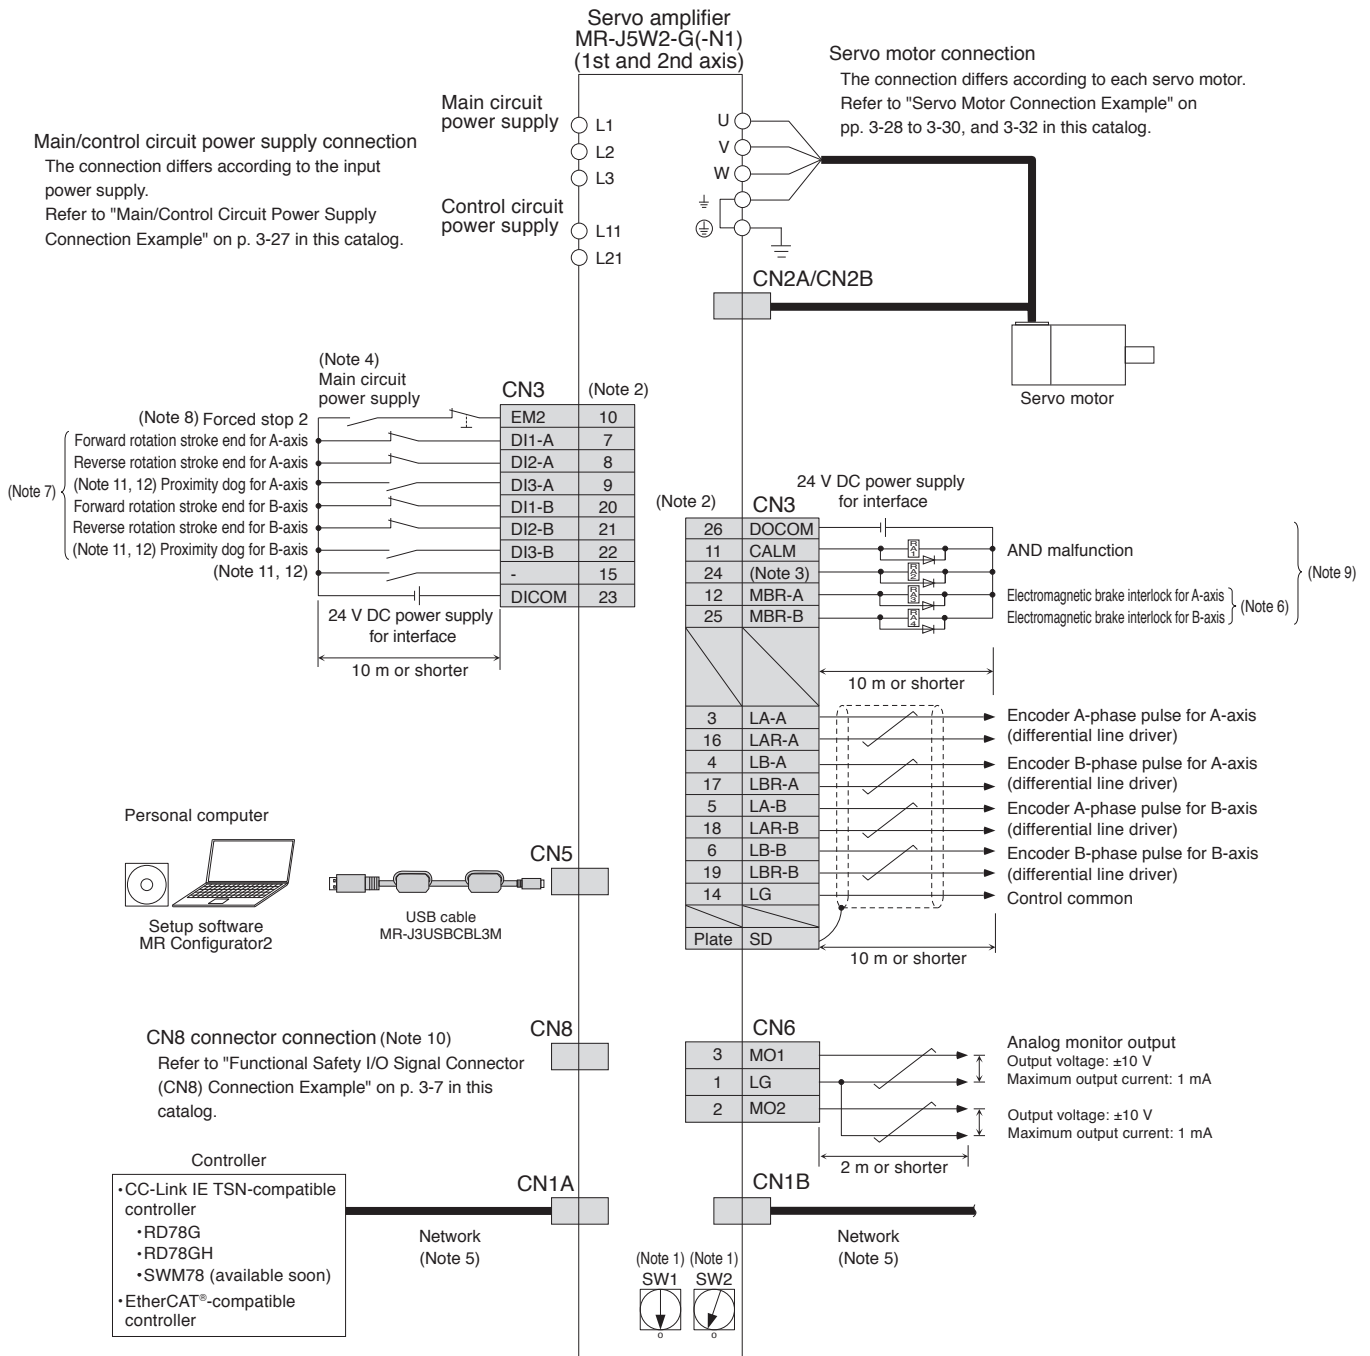 Servo amplifier
MR-J5W2-G(-N1)
(1st and 2nd axis)
Servo motor connection
The connection differs according to each servo motor.
Refer to "Servo Motor Connection Example" on
pp. 3-28 to 3-30, and 3-32 in this catalog.
Main/control circuit power supply connection
The connection differs according to the input
power supply.
Refer to "Main/Control Circuit Power Supply
Connection Example" on p. 3-27 in this catalog.
Main circuit
power supply
L1
L2
L3
Control circuit
power supply
L11
L21
U
V
W
CN2A/CN2B
Servo motor
(Note 4)
Main circuit
power supply
CN3 (Note 2)
(Note 8) Forced stop 2 EM2 10
Forward rotation stroke end for A-axis DI1-A 7
Reverse rotation stroke end for A-axis DI2-A 8
(Note 11, 12) Proximity dog for A-axis DI3-A 9
(Note 7)
Forward rotation stroke end for B-axis DI1-B 20
Reverse rotation stroke end for B-axis DI2-B 21
(Note 11, 12) Proximity dog for B-axis DI3-B 22
(Note 11, 12) - 15
DICOM 23
24 V DC power supply
for interface
10 m or shorter
24 V DC power supply
for interface
(Note 2) CN3
26 DOCOM
11 CALM RA1 AND malfunction
24 (Note 3) RA2
(Note 9)
12 MBR-A RA3 Electromagnetic brake interlock for A-axis
(Note 6)
25 MBR-B RA4 Electromagnetic brake interlock for B-axis
10 m or shorter
3 LA-A Encoder A-phase pulse for A-axis
16 LAR-A (differential line driver)
4 LB-A Encoder B-phase pulse for A-axis
17 LBR-A (differential line driver)
5 LA-B Encoder A-phase pulse for B-axis
18 LAR-B (differential line driver)
6 LB-B Encoder B-phase pulse for B-axis
19 LBR-B (differential line driver)
14 LG Control common
Plate SD
10 m or shorter
Personal computer
Setup software
MR Configurator2
USB cable
MR-J3USBCBL3M
CN5
CN8 connector connection (Note 10)
Refer to "Functional Safety I/O Signal Connector
(CN8) Connection Example" on p. 3-7 in this
catalog.
CN8
CN6
3 MO1
1 LG
2 MO2
Analog monitor output
Output voltage: ±10 V
Maximum output current: 1 mA
Output voltage: ±10 V
Maximum output current: 1 mA
2 m or shorter
Controller
•CC-Link IE TSN-compatible
controller
•RD78G
•RD78GH
•SWM78 (available soon)
•EtherCAT®-compatible
controller
CN1A
Network
(Note 5)
CN1B
Network
(Note 5)
(Note 1) (Note 1)
SW1 SW2
0 0